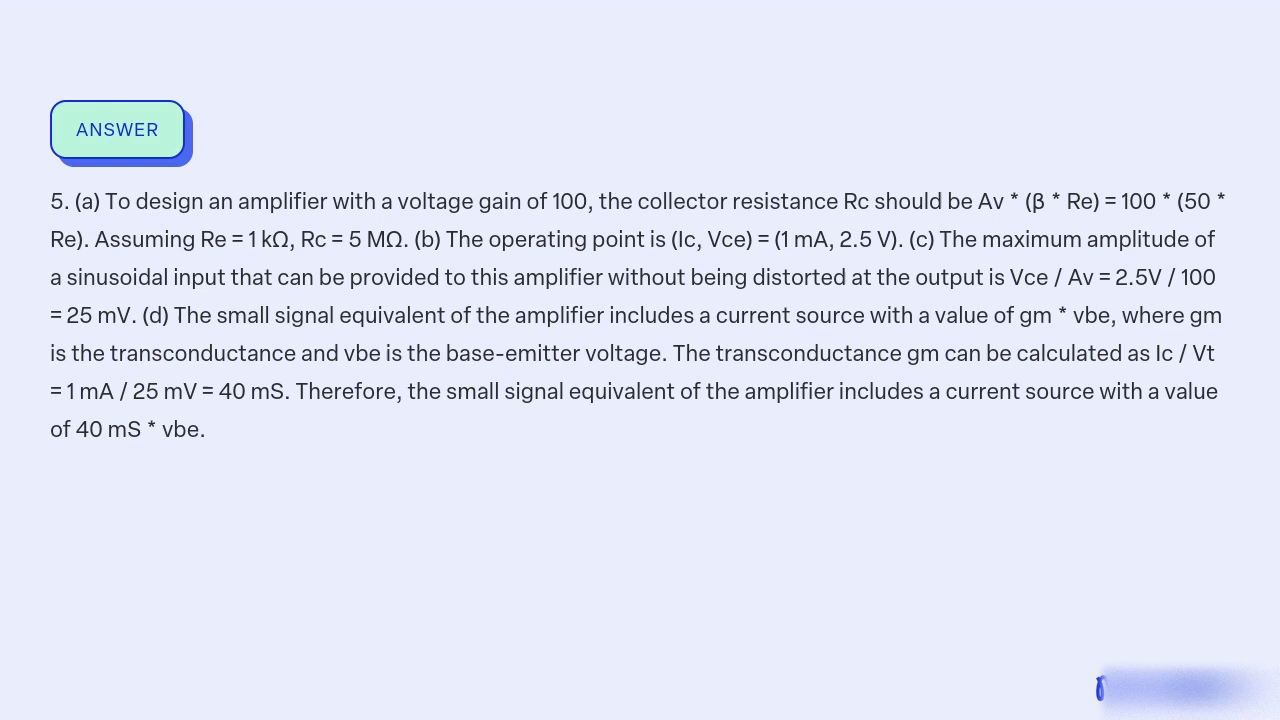 ANSWER
5. (a) To design an amplifier with a voltage gain of 100, the collector resistance Rc should be Av * (β * Re) = 100 * (50 *
Re). Assuming Re = 1 kΩ, Rc = 5 MΩ. (b) The operating point is (Ic, Vce) = (1 mA, 2.5 V). (c) The maximum amplitude of
a sinusoidal input that can be provided to this amplifier without being distorted at the output is Vce / Av = 2.5V / 100
= 25 mV. (d) The small signal equivalent of the amplifier includes a current source with a value of gm * vbe, where gm
is the transconductance and vbe is the base-emitter voltage. The transconductance gm can be calculated as Ic / Vt
= 1 mA / 25 mV = 40 mS. Therefore, the small signal equivalent of the amplifier includes a current source with a value
of 40 mS * vbe.